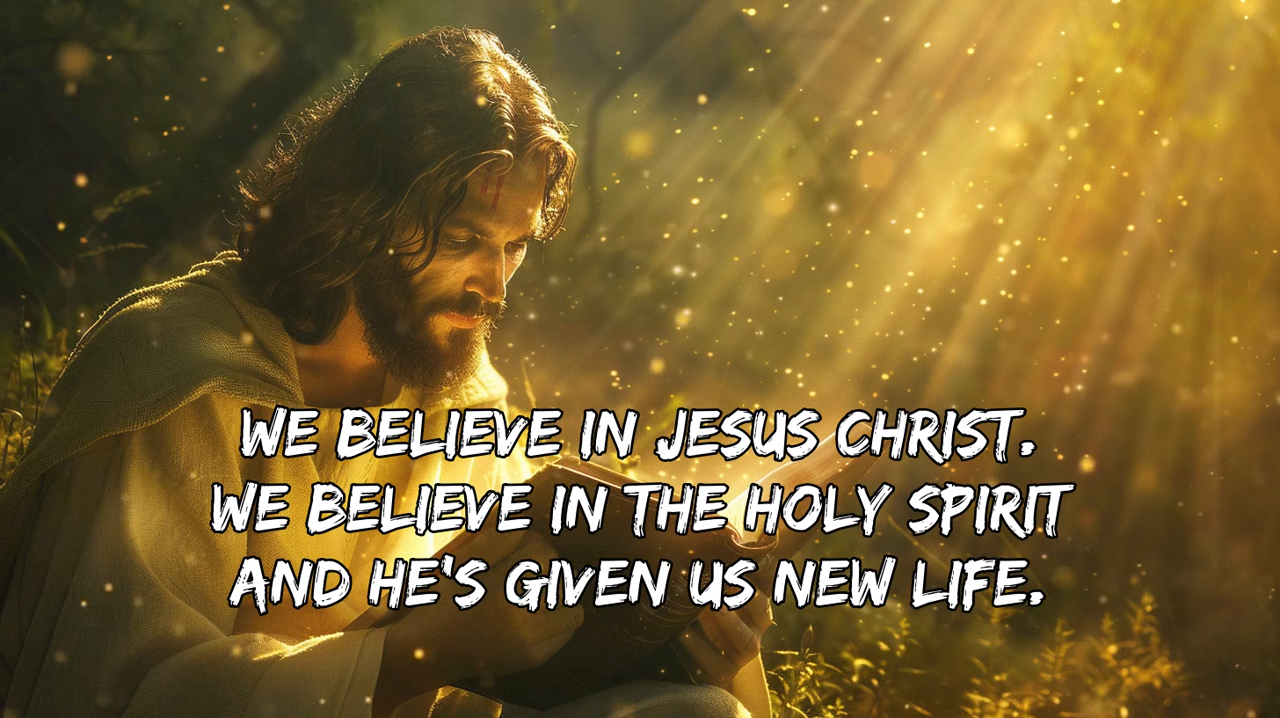 WE BELIEVE IN JESUS CHRIST.
WE BELIEVE IN THE HOLY SPIRIT
AND HE'S GIVEN US NEW LIFE.